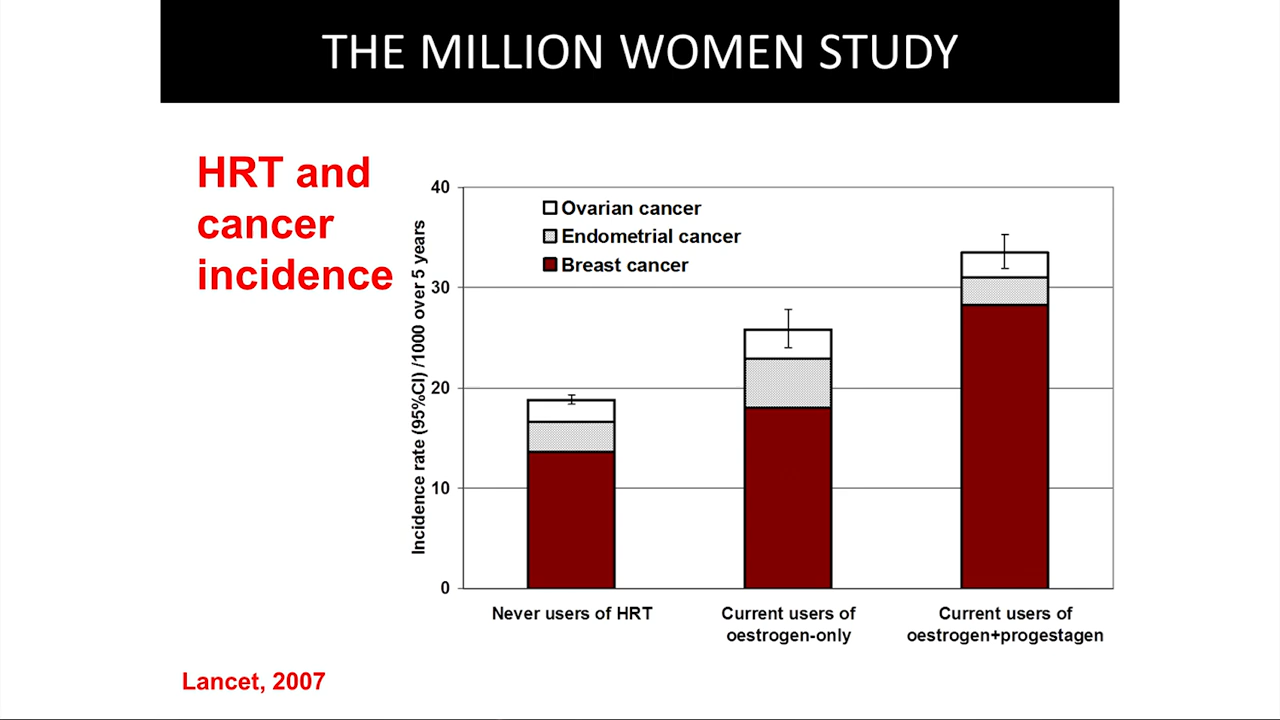 THE MILLION WOMEN STUDY
HRT and
cancer
incidence
Incidence rate (95%CI) /1000 over 5 years
40
30
20
10
0
Ovarian cancer
Endometrial cancer
Breast cancer
Never users of HRT
Current users of
oestrogen-only
Current users of
oestrogen+progestagen
Lancet, 2007